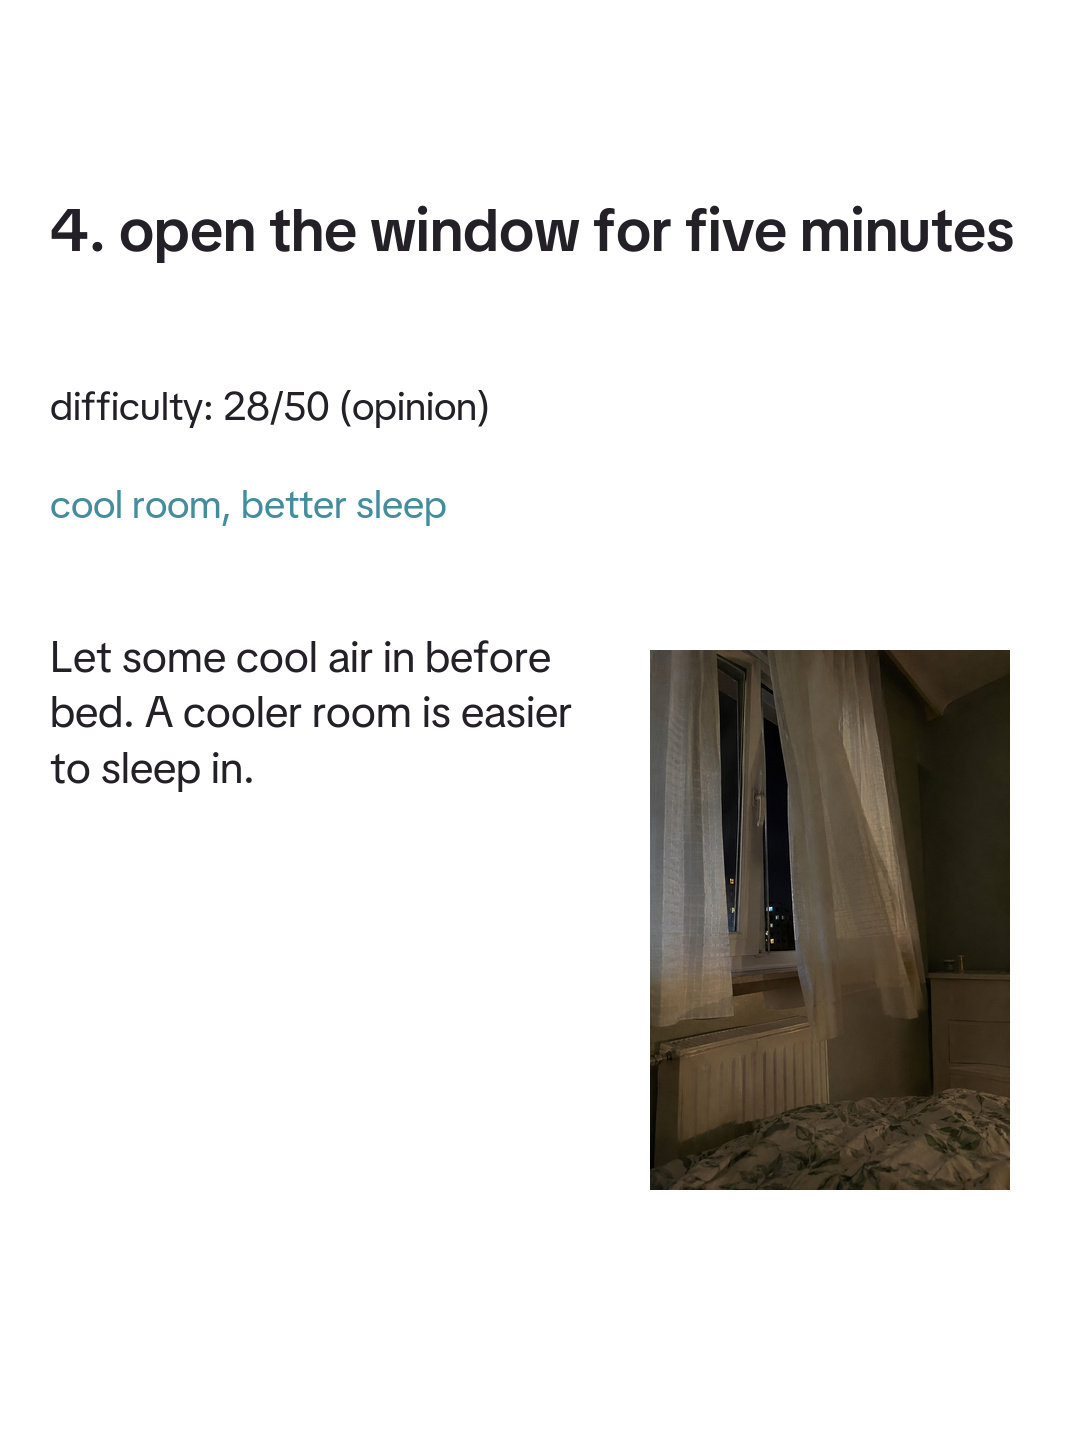 4. open the window for five minutes
difficulty: 28/50 (opinion)
cool room, better sleep
Let some cool air in before
bed. A cooler room is easier
to sleep in.